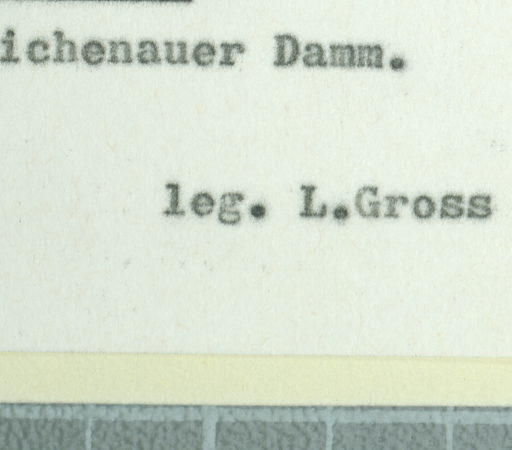 ichenauer Damm.
leg. L.Gross